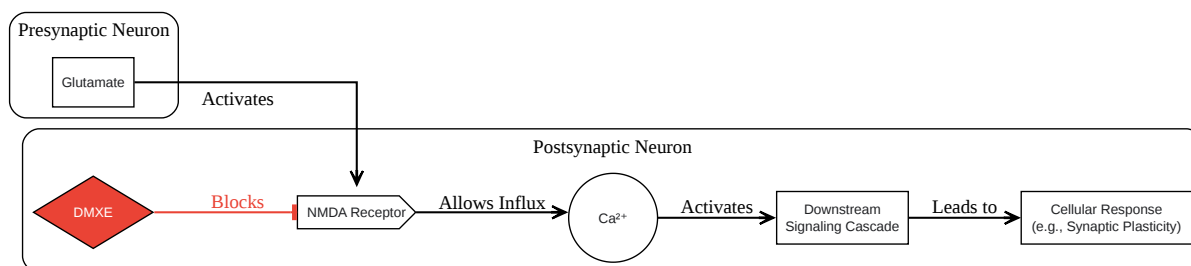 Presynaptic Neuron
Glutamate
Activates
Postsynaptic Neuron
DMXE
Blocks
NMDA Receptor
Allows Influx
Ca²⁺
Activates
Downstream
Signaling Cascade
Leads to
Cellular Response
(e.g., Synaptic Plasticity)